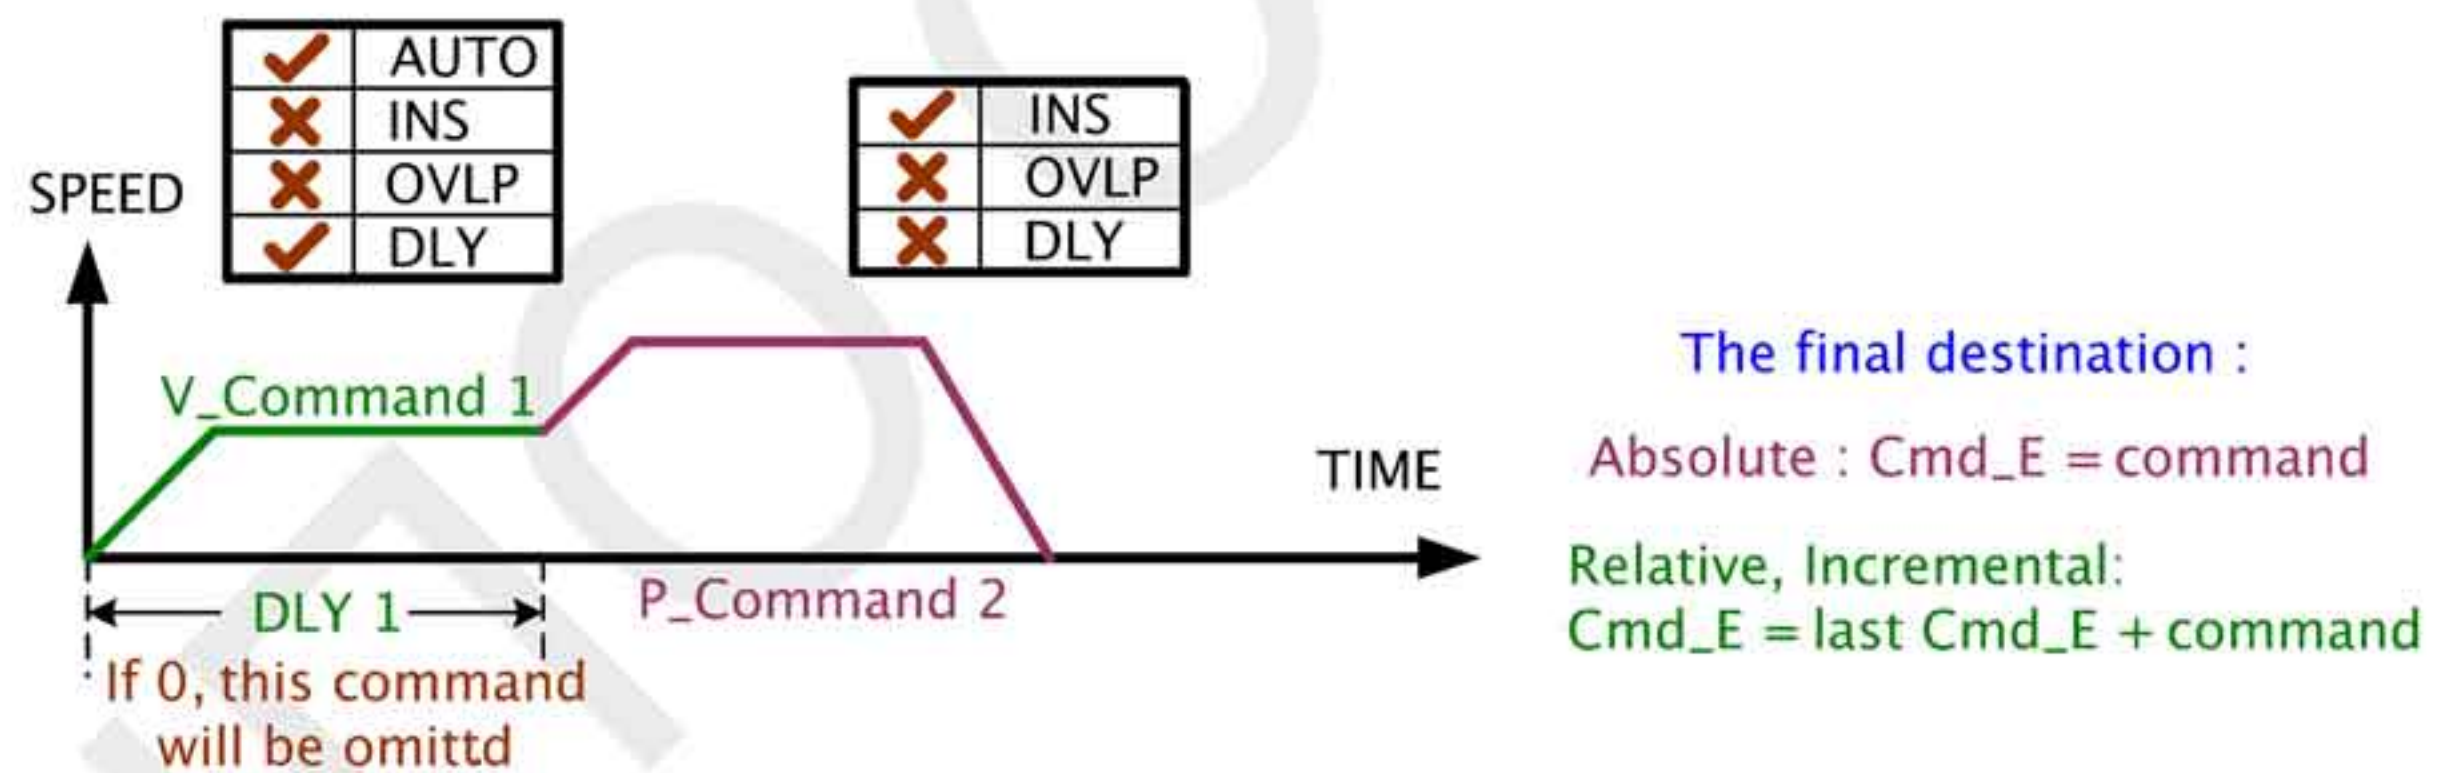 AUTO
INS
OVLP
DLY
INS
OVLP
DLY
SPEED
V_Command 1
TIME
DLY 1
P_Command 2
If 0, this command
will be omittd
The final destination :
Absolute : Cmd_E = command
Relative, Incremental:
Cmd_E = last Cmd_E + command